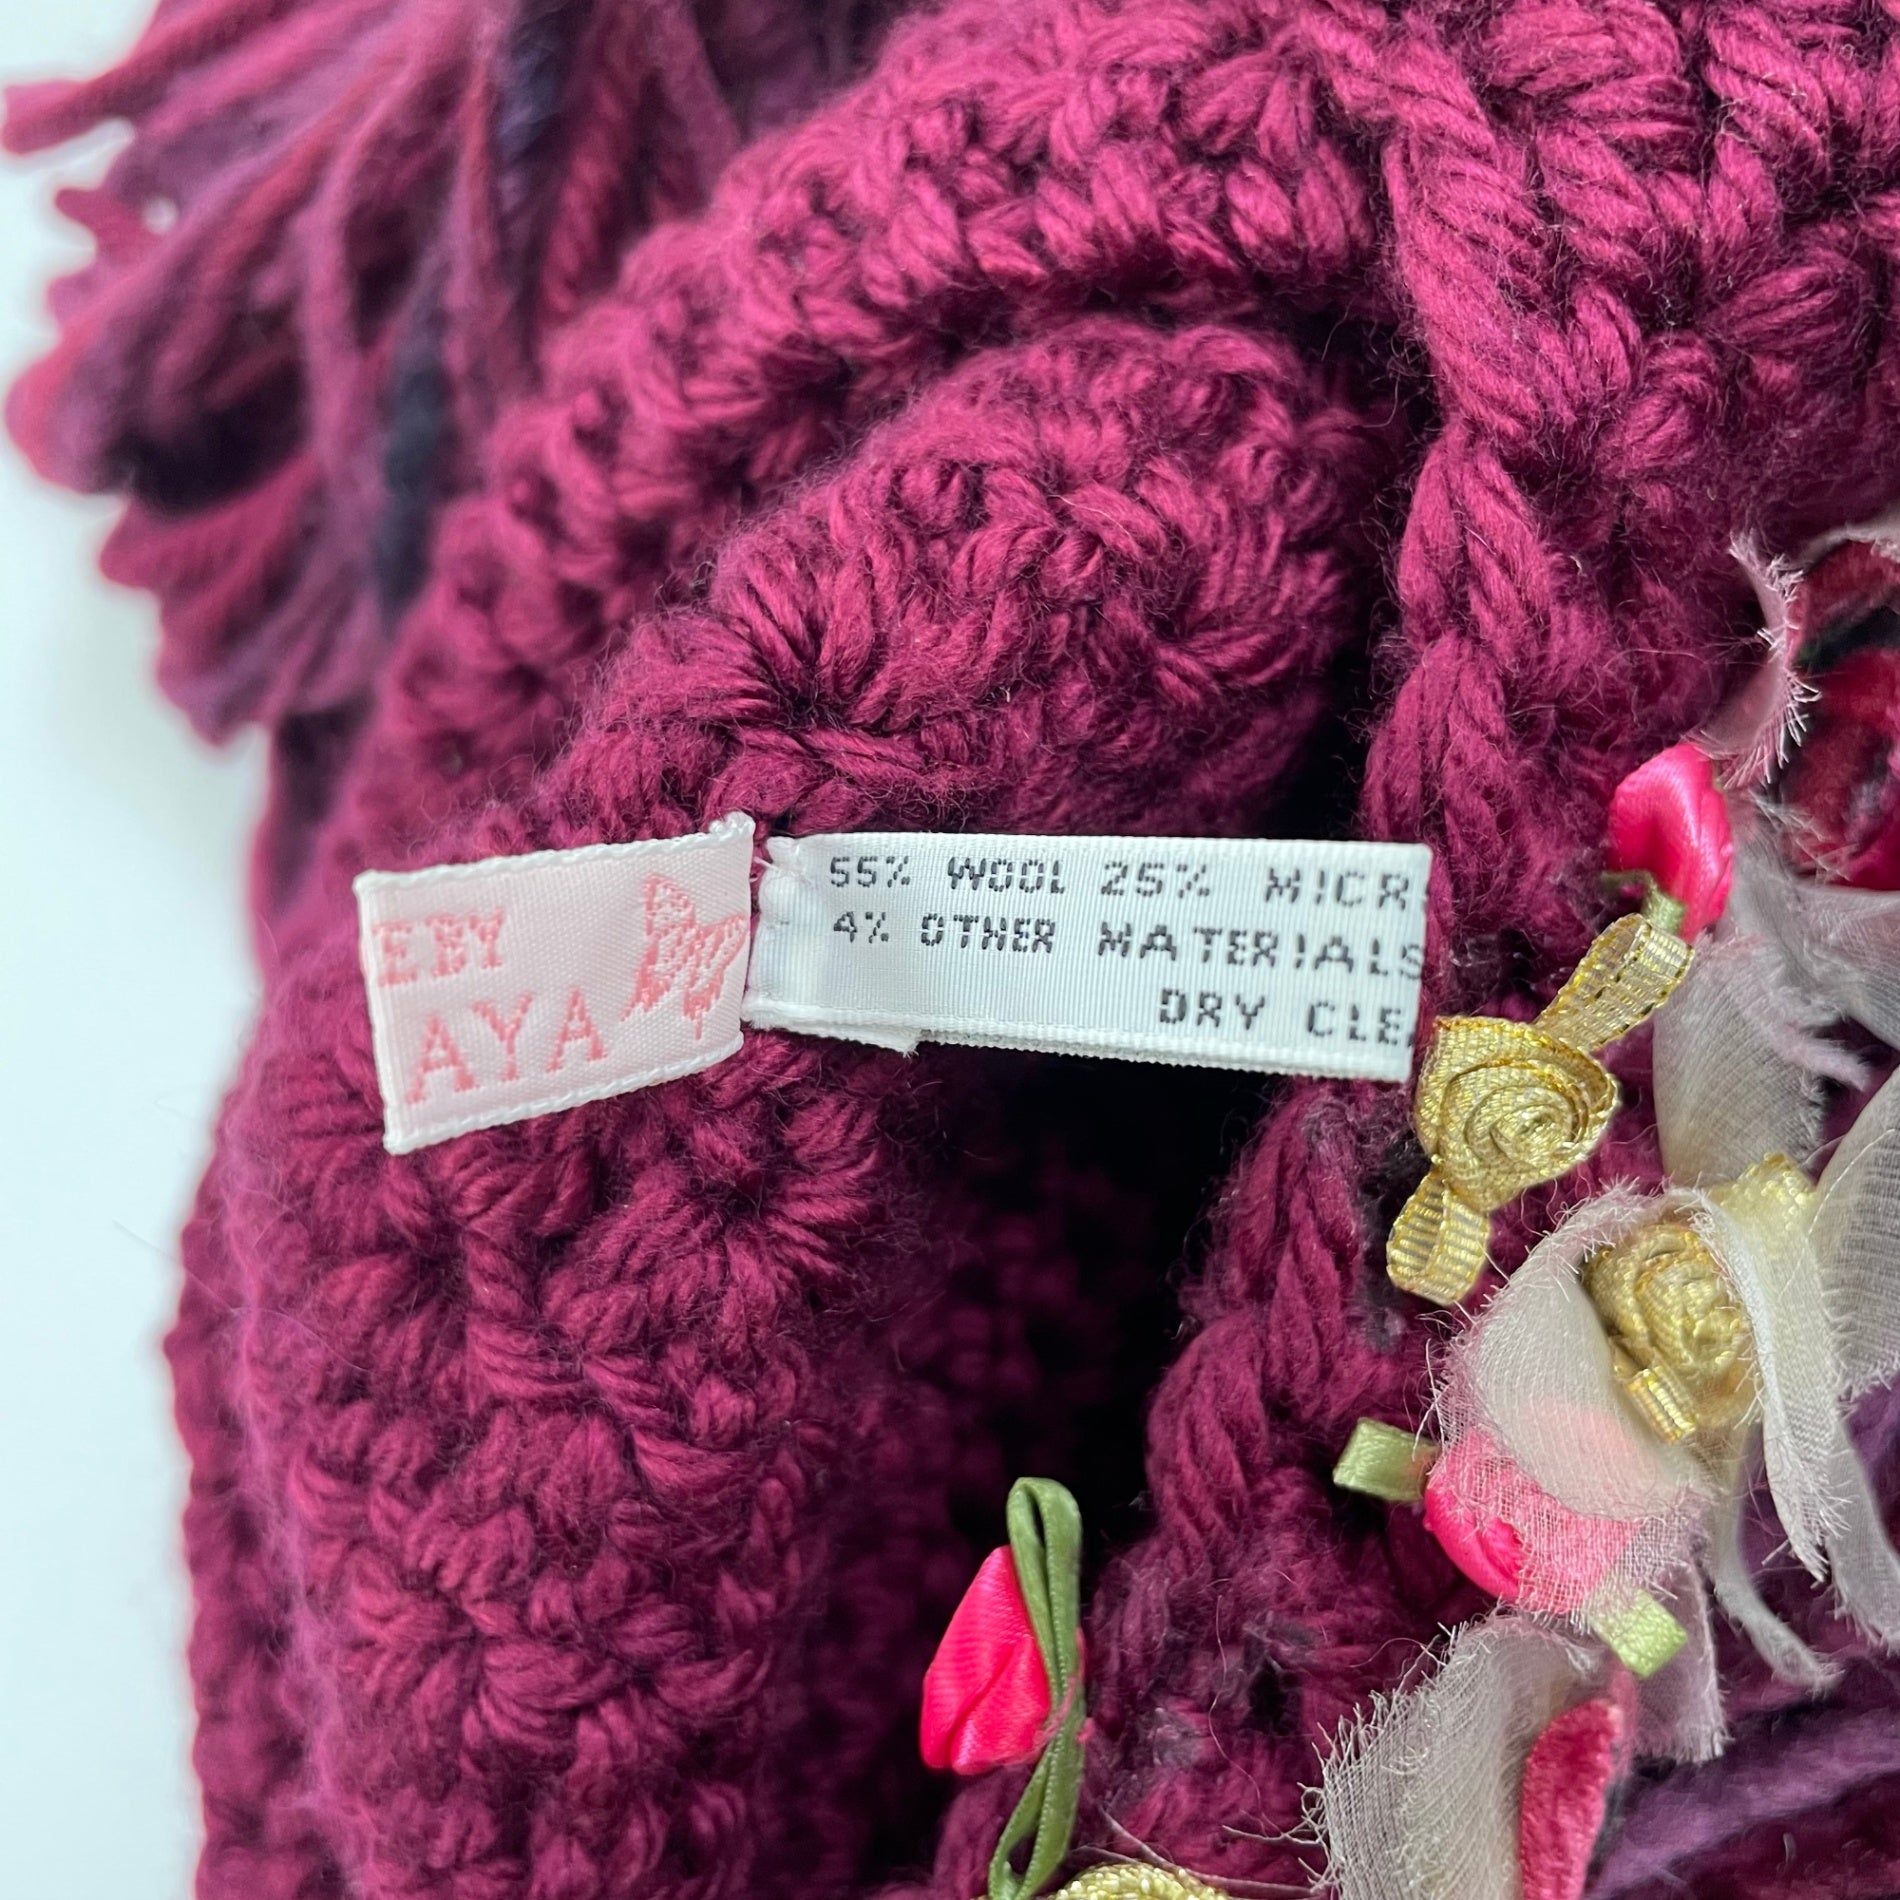 EBY
AYA
55% WOOL 25% MICR
4% OTHER MATERIALS
DRY CLE